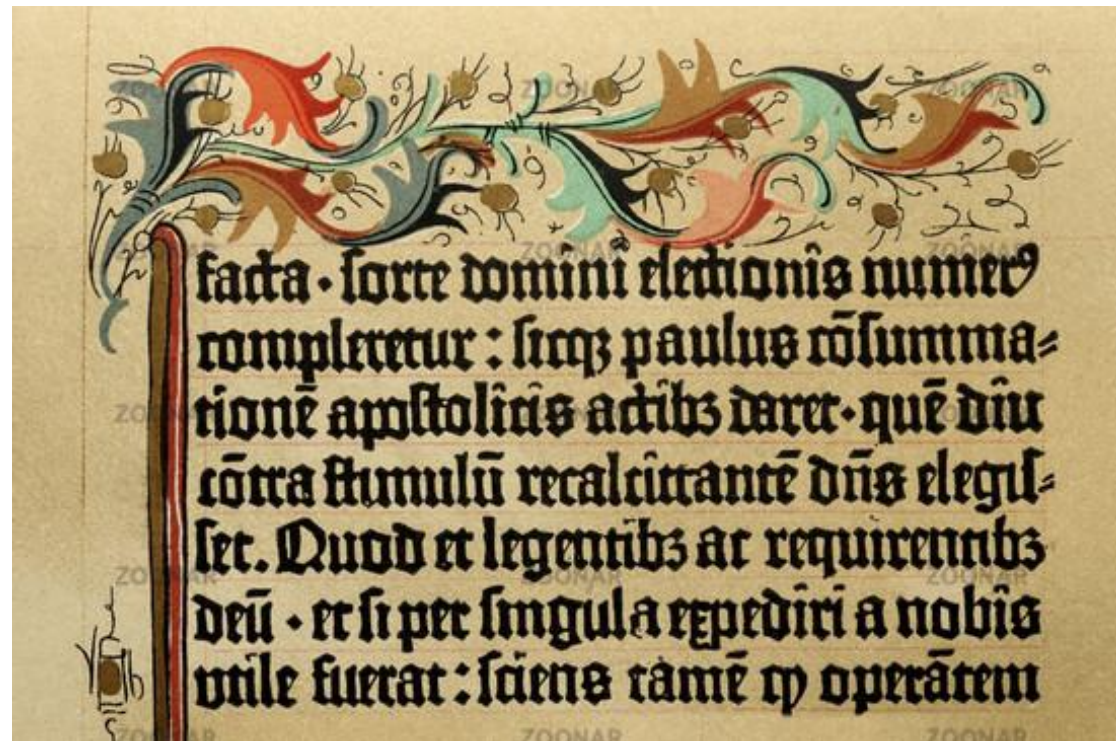 facta · sorte domini electionis numerꝰ
compleretur : sicqꝫ paulus cōsumma-
tionē apostolicis actibꝫ daret · quē diu
cōtra stimulū recalcitrantē dn̄s elegis-
set. Quod et legentibꝫ ac requirentibꝫ
deū · et si per singula expediri a nobis
vtile fuerat : sciens tamē ꝙ operātem